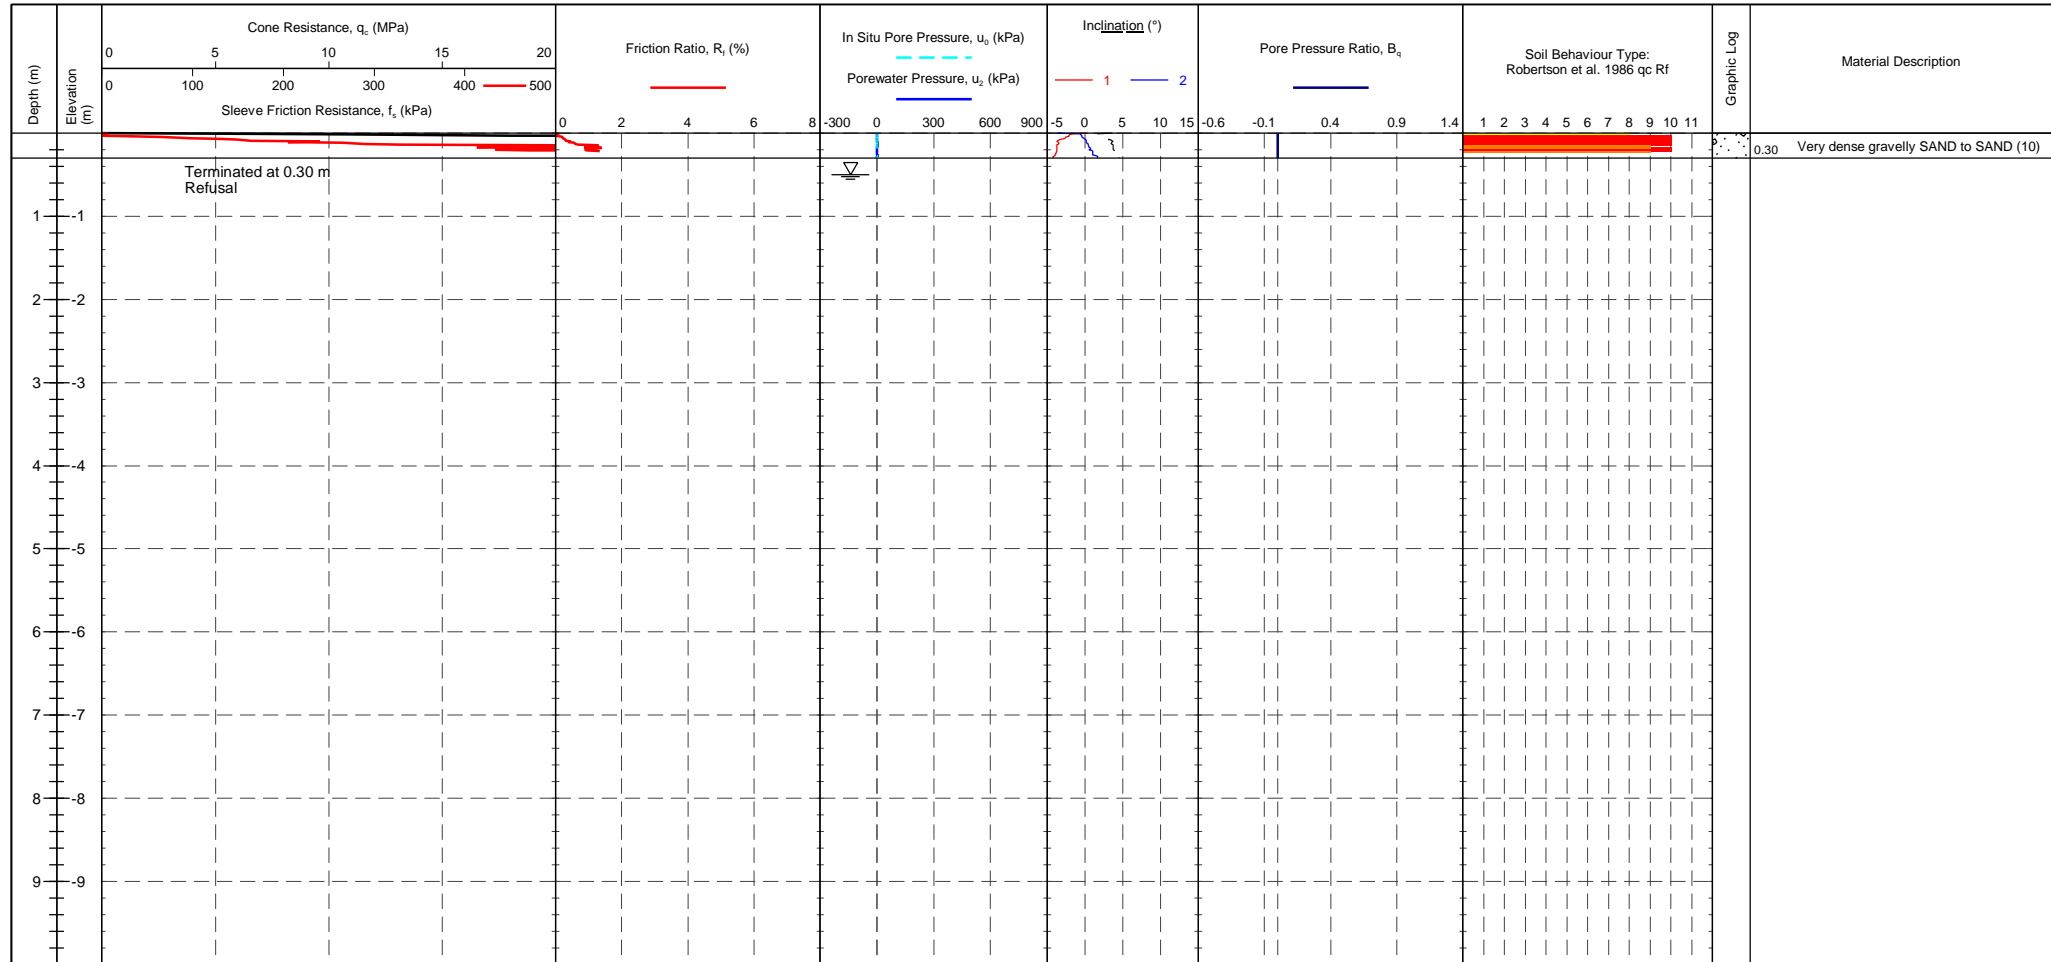 Depth (m)
Elevation
(m)
Cone Resistance, qc (MPa)
0 5 10 15 20
100 200 300 400 500
Sleeve Friction Resistance, fs (kPa)
Friction Ratio, Rf (%)
0 2 4 6 8
In Situ Pore Pressure, u0 (kPa)
Porewater Pressure, u2 (kPa)
-300 0 300 600 900
Inclination (°)
1 2
-5 0 5 10 15
Pore Pressure Ratio, Bq
-0.6 -0.1 0.4 0.9 1.4
Soil Behaviour Type:
Robertson et al. 1986 qc Rf
1 2 3 4 5 6 7 8 9 10 11
Graphic Log
Material Description
0.30 Very dense gravelly SAND to SAND (10)
Terminated at 0.30 m
Refusal
1 -1
2 -2
3 -3
4 -4
5 -5
6 -6
7 -7
8 -8
9 -9